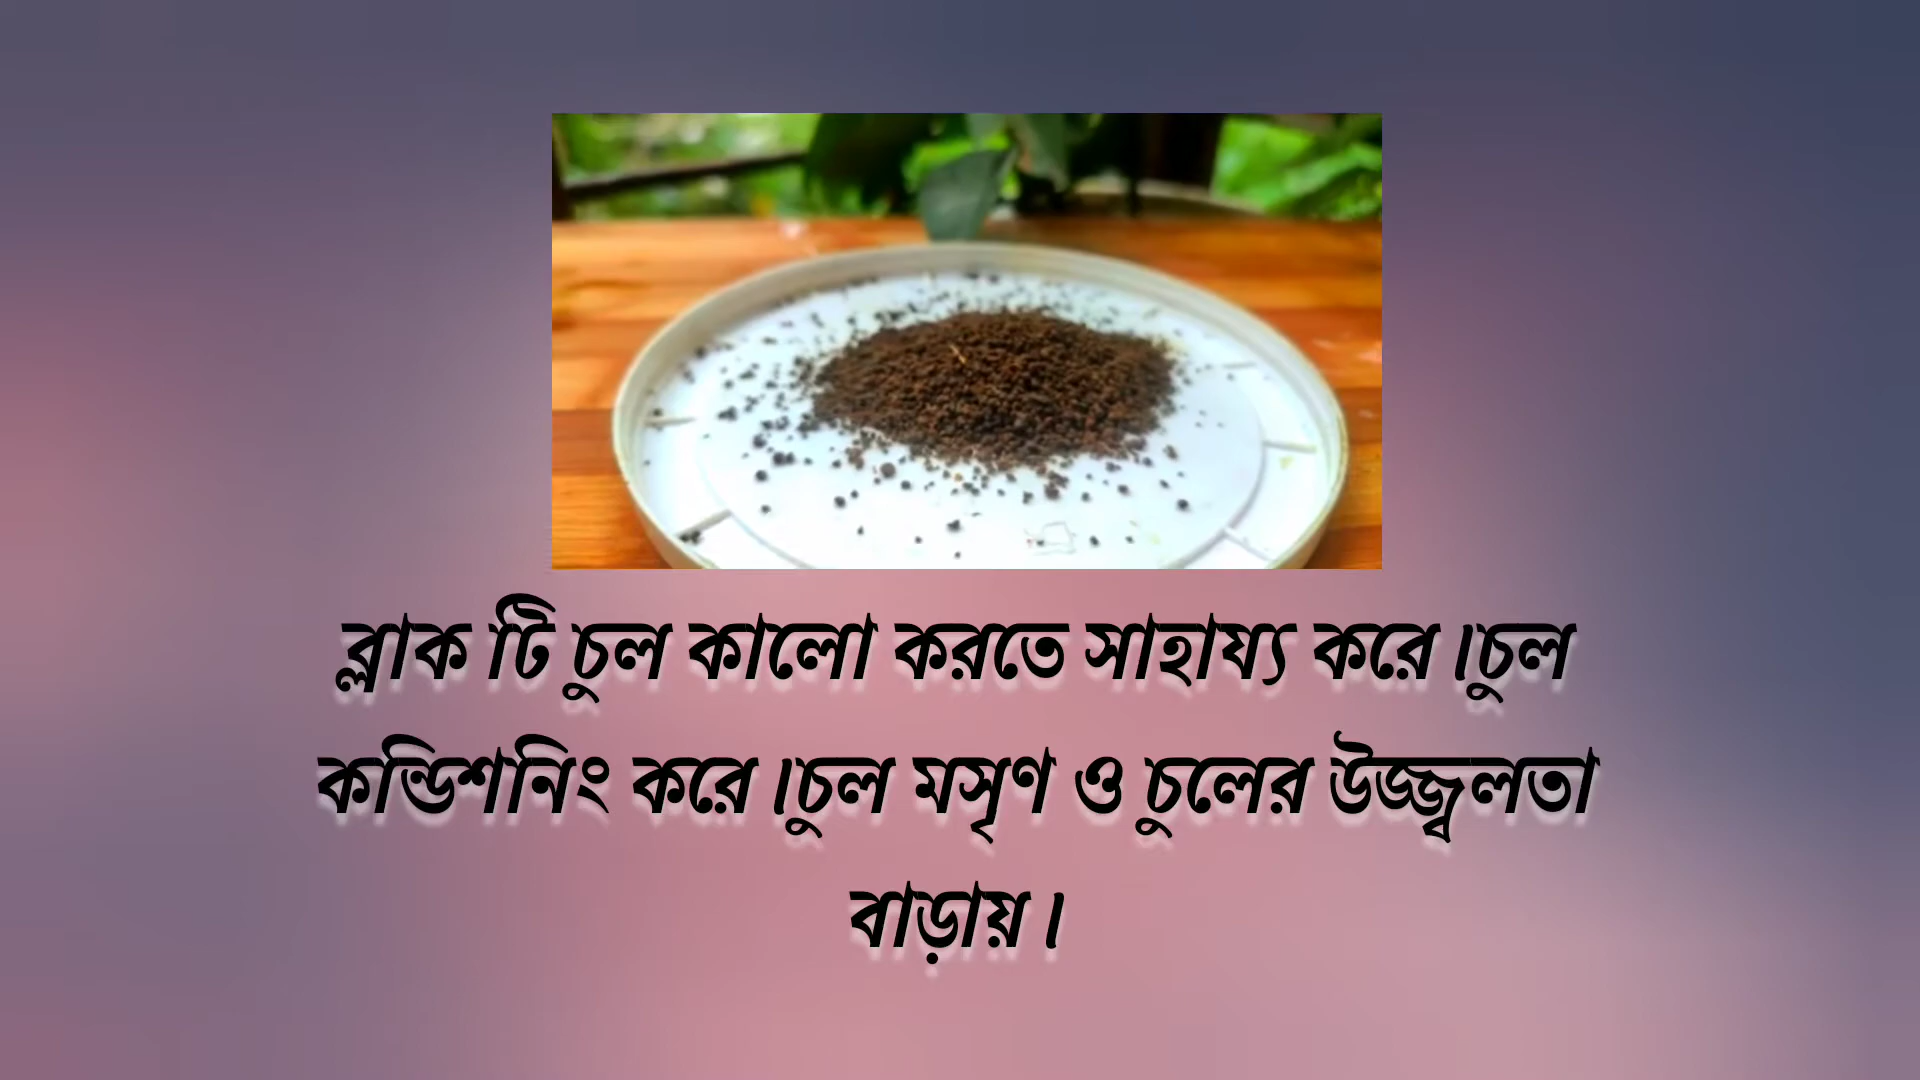 ব্লাক টি চুল কালো করতে সাহায্য করে।চুল
কন্ডিশনিং করে।চুল মসৃণ ও চুলের উজ্জ্বলতা
বাড়ায়।